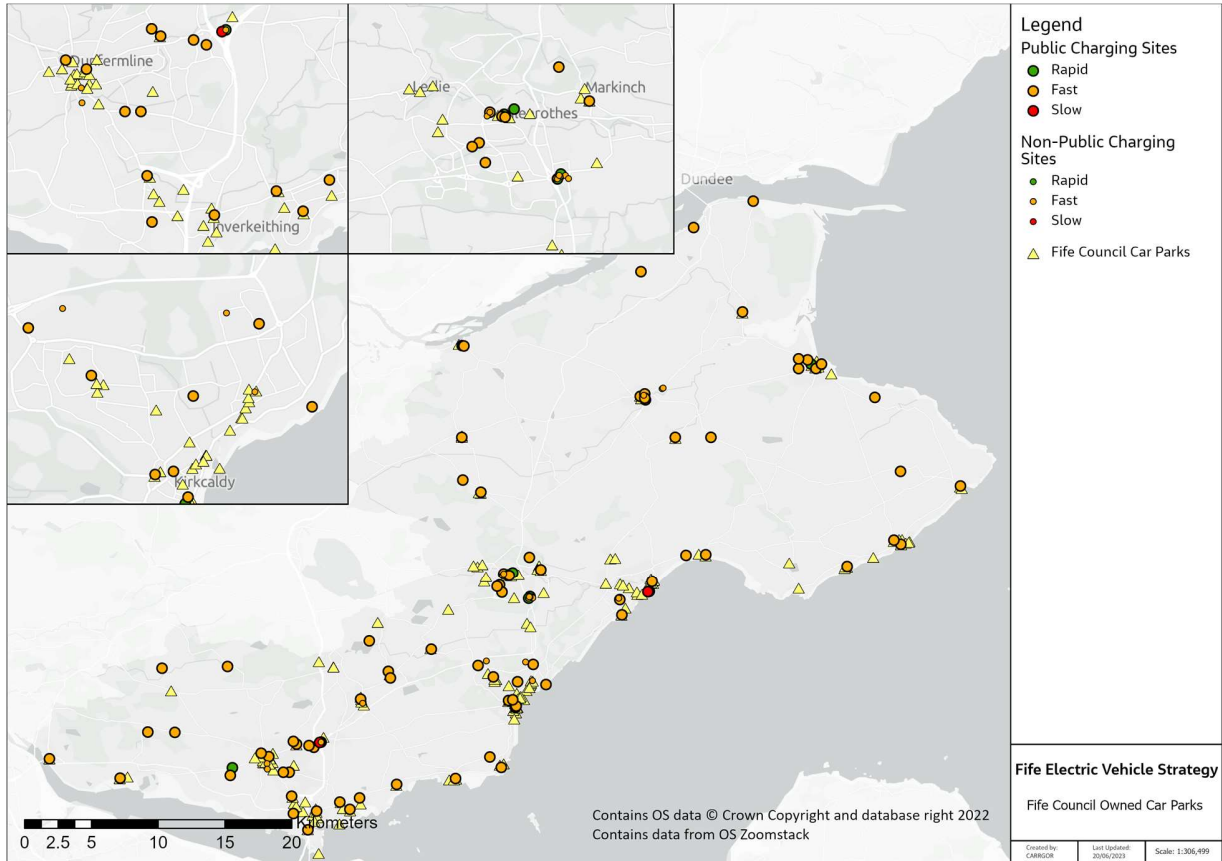 Dunfermline
Inverkeithing
Leslie
Markinch
Glenrothes
Kirkcaldy
Dundee
Legend
Public Charging Sites
Rapid
Fast
Slow
Non-Public Charging
Sites
Rapid
Fast
Slow
Fife Council Car Parks
Kilometers
0 2.5 5 10 15 20
Contains OS data © Crown Copyright and database right 2022
Contains data from OS Zoomstack
Fife Electric Vehicle Strategy
Fife Council Owned Car Parks
Created by:
CARRGOR
Last Updated:
20/06/2023
Scale: 1:306,499